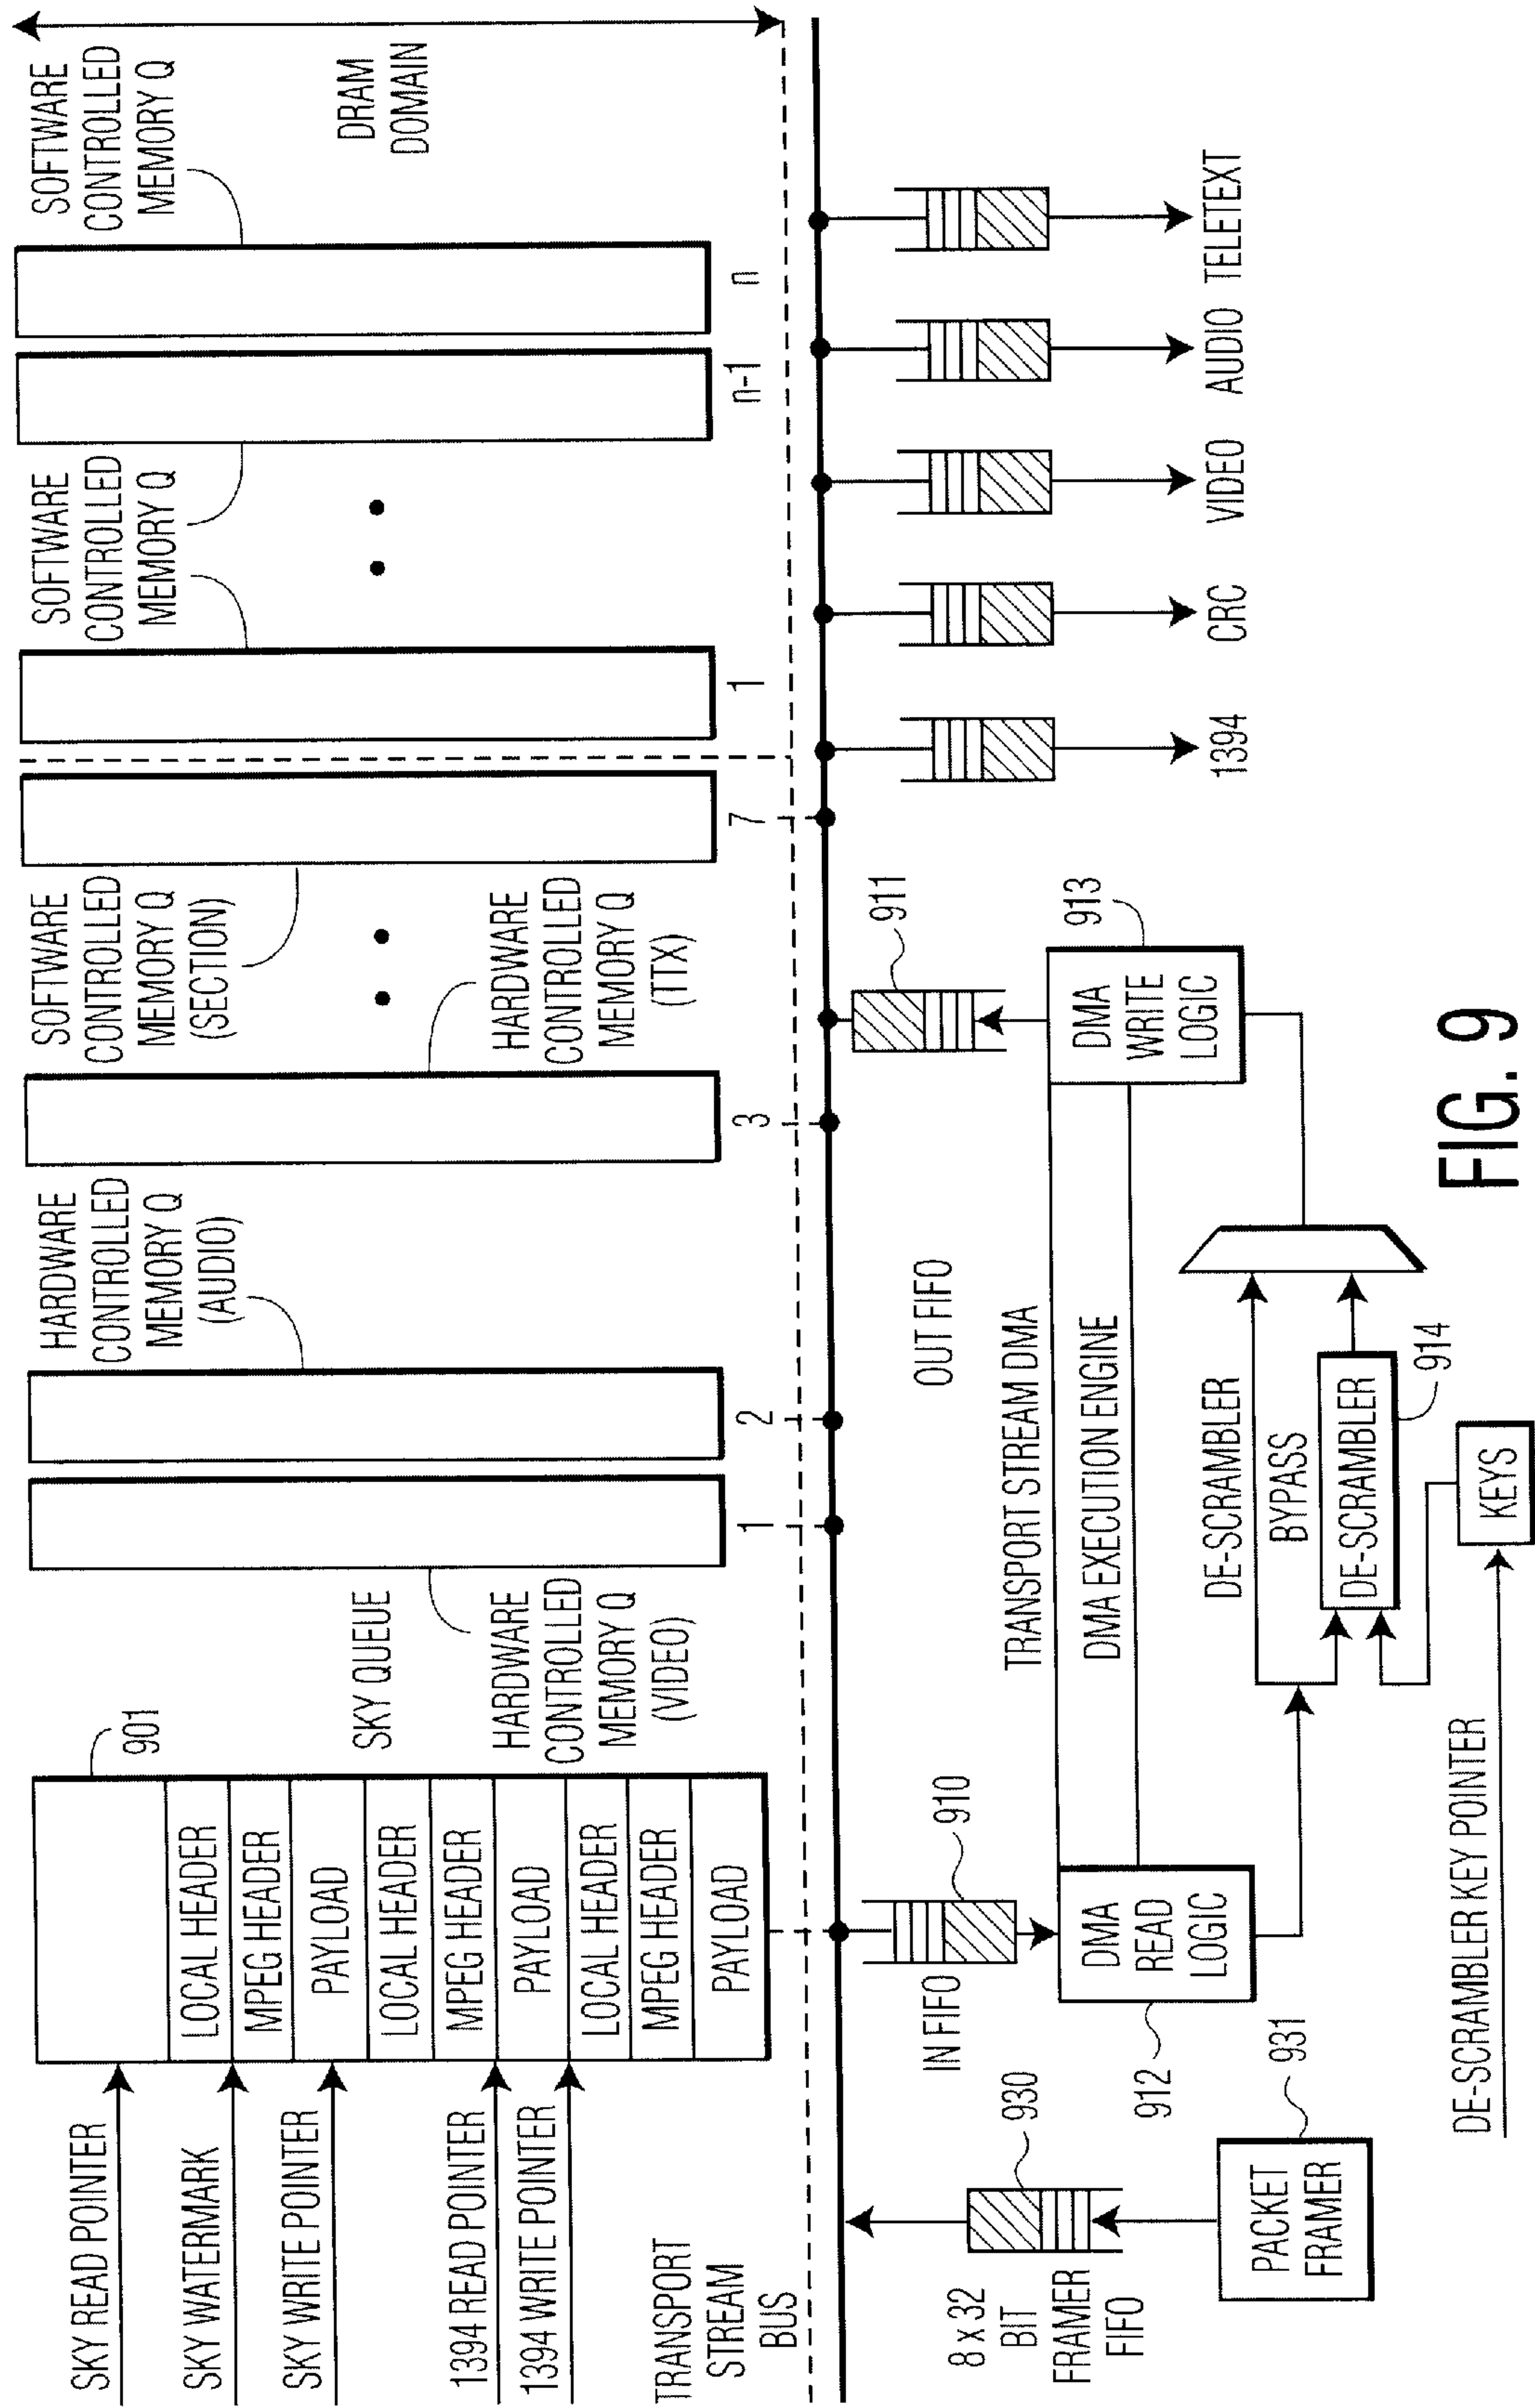 SKY READ POINTER
SKY WATERMARK
SKY WRITE POINTER
1394 READ POINTER
1394 WRITE POINTER
TRANSPORT
STREAM
BUS
901
LOCAL HEADER
MPEG HEADER
PAYLOAD
LOCAL HEADER
MPEG HEADER
PAYLOAD
LOCAL HEADER
MPEG HEADER
PAYLOAD
SKY QUEUE
HARDWARE
CONTROLLED
MEMORY Q
(VIDEO)
1
2
HARDWARE
CONTROLLED
MEMORY Q
(AUDIO)
3
HARDWARE
CONTROLLED
MEMORY Q
(TTX)
SOFTWARE
CONTROLLED
MEMORY Q
(SECTION)
7
1
SOFTWARE
CONTROLLED
MEMORY Q
n-1
n
SOFTWARE
CONTROLLED
MEMORY Q
DRAM
DOMAIN
8 x 32
BIT
FRAMER
FIFO
930
PACKET
FRAMER
931
IN FIFO
910
DMA
READ
LOGIC
912
TRANSPORT STREAM DMA
DMA EXECUTION ENGINE
OUT FIFO
911
DMA
WRITE
LOGIC
913
DE-SCRAMBLER
BYPASS
DE-SCRAMBLER
914
KEYS
DE-SCRAMBLER KEY POINTER
1394
CRC
VIDEO
AUDIO
TELETEXT
FIG. 9